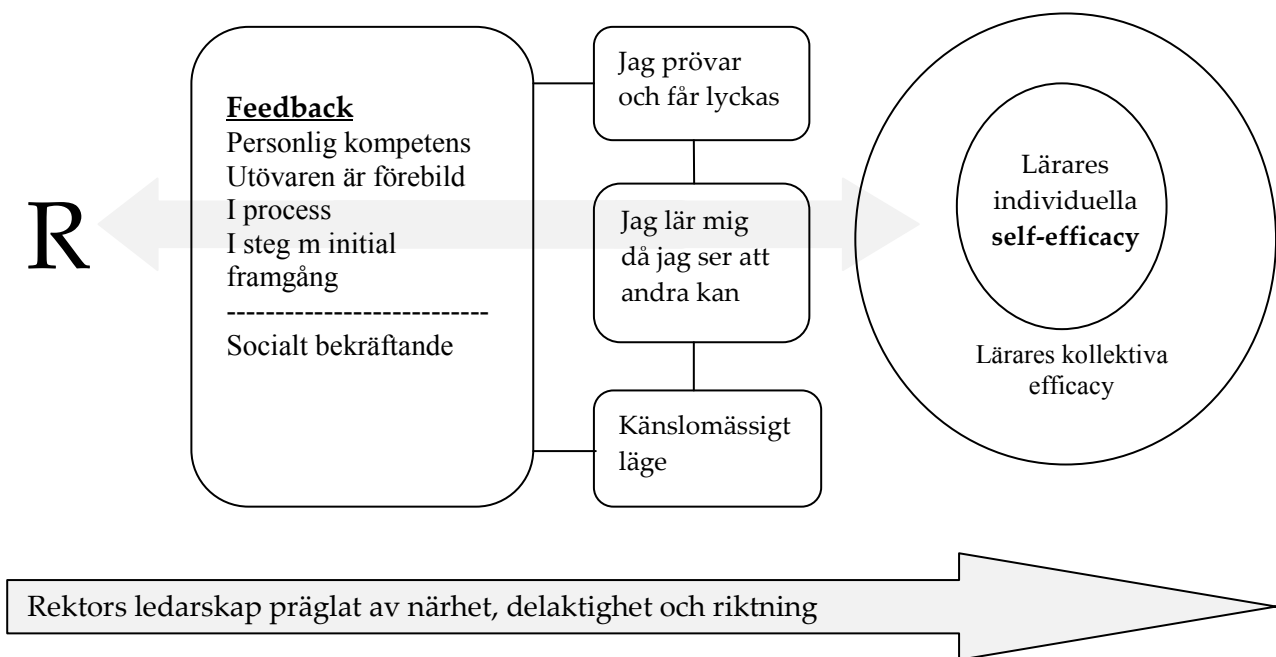 R
Feedback
Personlig kompetens
Utövaren är förebild
I process
I steg m initial
framgång
---------------------------
Socialt bekräftande
Jag prövar
och får lyckas
Jag lär mig
då jag ser att
andra kan
Känslomässigt
läge
Lärares
individuella
self-efficacy
Lärares kollektiva
efficacy
Rektors ledarskap präglat av närhet, delaktighet och riktning